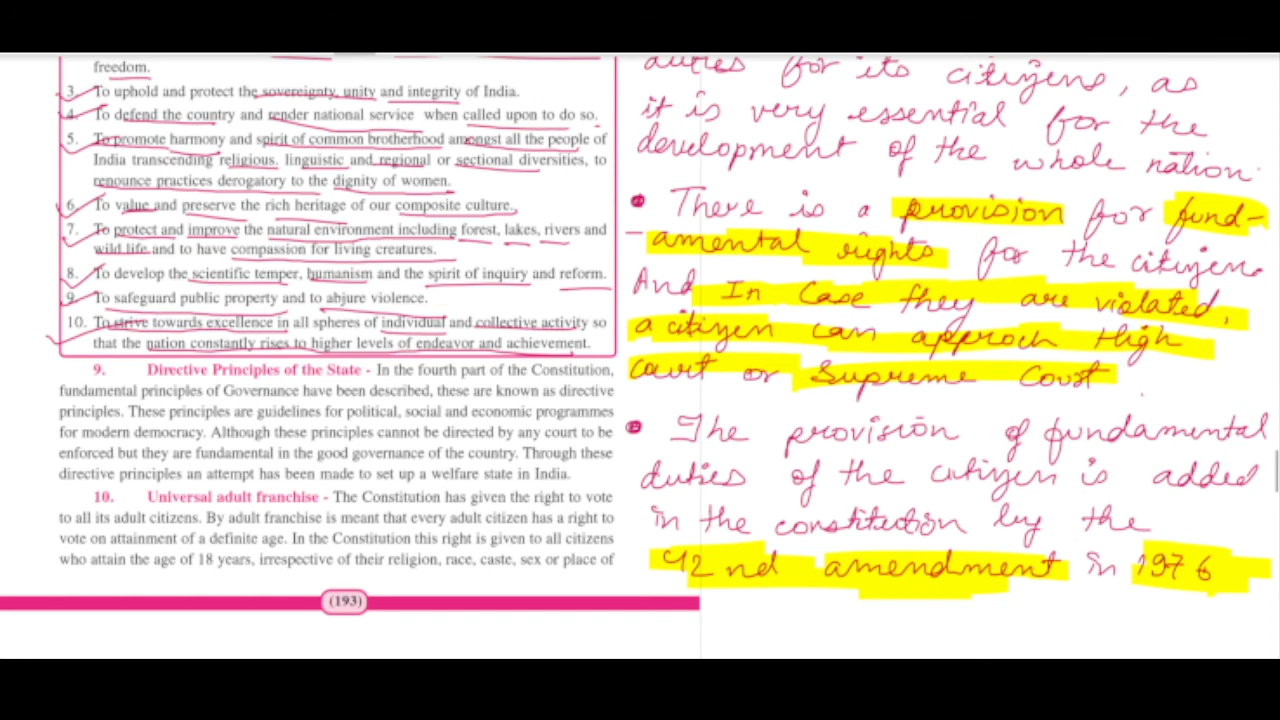 freedom.
3. To uphold and protect the sovereignty, unity and integrity of India.
4. To defend the country and render national service when called upon to do so.
5. To promote harmony and spirit of common brotherhood amongst all the people of
India transcending religious, linguistic and regional or sectional diversities, to
renounce practices derogatory to the dignity of women.
6. To value and preserve the rich heritage of our composite culture.
7. To protect and improve the natural environment including forest, lakes, rivers and
wild life and to have compassion for living creatures.
8. To develop the scientific temper, humanism and the spirit of inquiry and reform.
9. To safeguard public property and to abjure violence.
10. To strive towards excellence in all spheres of individual and collective activity so
that the nation constantly rises to higher levels of endeavor and achievement.
9. Directive Principles of the State - In the fourth part of the Constitution,
fundamental principles of Governance have been described, these are known as directive
principles. These principles are guidelines for political, social and economic programmes
for modern democracy. Although these principles cannot be directed by any court to be
enforced but they are fundamental in the good governance of the country. Through these
directive principles an attempt has been made to set up a welfare state in India.
10. Universal adult franchise - The Constitution has given the right to vote
to all its adult citizens. By adult franchise is meant that every adult citizen has a right to
vote on attainment of a definite age. In the Constitution this right is given to all citizens
who attain the age of 18 years, irrespective of their religion, race, caste, sex or place of
(193)
duties for its citizens, as
it is very essential for the
development of the whole nation.
• There is a provision for fund-
-amental rights for the citizens.
And In case they are violated,
a citizen can approch High
court or Supreme Court
• The provision of fundamental
duties of the citizen is added
in the constitution by the
42nd amendment in 1976